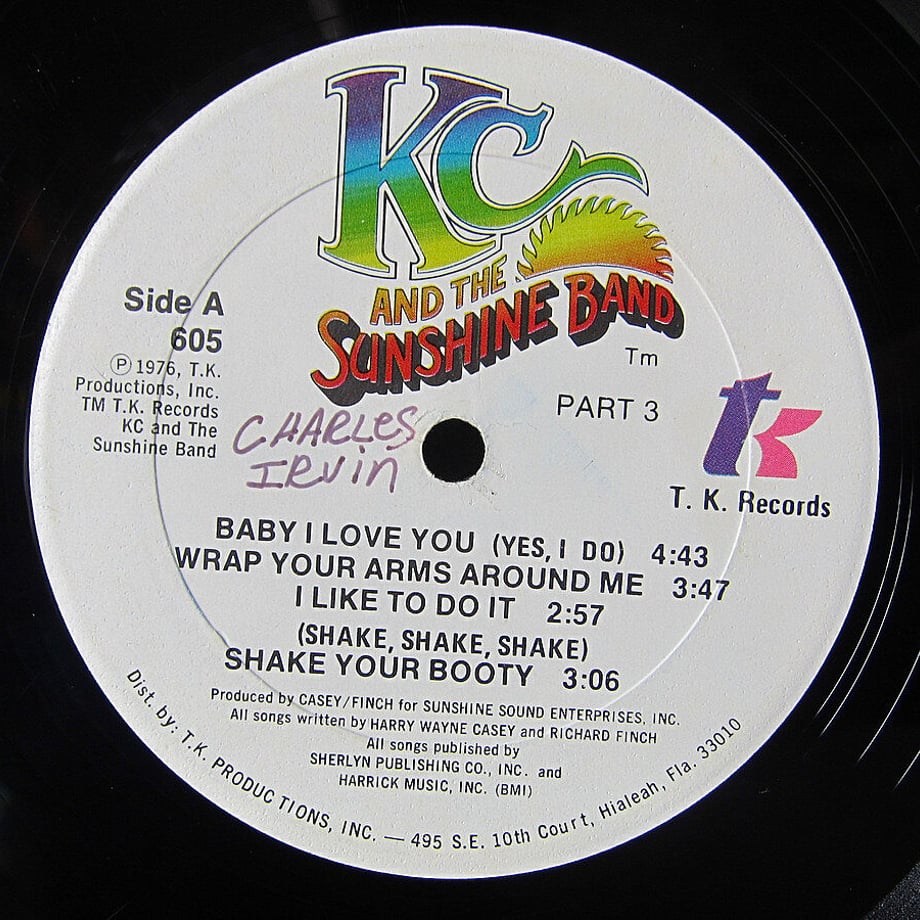 KC
AND THE
SUNSHINE BAND
Tm
Side A
605
Ⓟ 1976, T.K.
Productions, Inc.
TM T.K. Records
KC and The
Sunshine Band
PART 3
tk
T. K. Records
CHARLES
IRVIN
BABY I LOVE YOU (YES, I DO) 4:43
WRAP YOUR ARMS AROUND ME 3:47
I LIKE TO DO IT 2:57
(SHAKE, SHAKE, SHAKE)
SHAKE YOUR BOOTY 3:06
Produced by CASEY/FINCH for SUNSHINE SOUND ENTERPRISES, INC.
All songs written by HARRY WAYNE CASEY and RICHARD FINCH
All songs published by
SHERLYN PUBLISHING CO., INC. and
HARRICK MUSIC, INC. (BMI)
Dist. by: T.K. PRODUCTIONS, INC. — 495 S.E. 10th Court, Hialeah, Fla. 33010